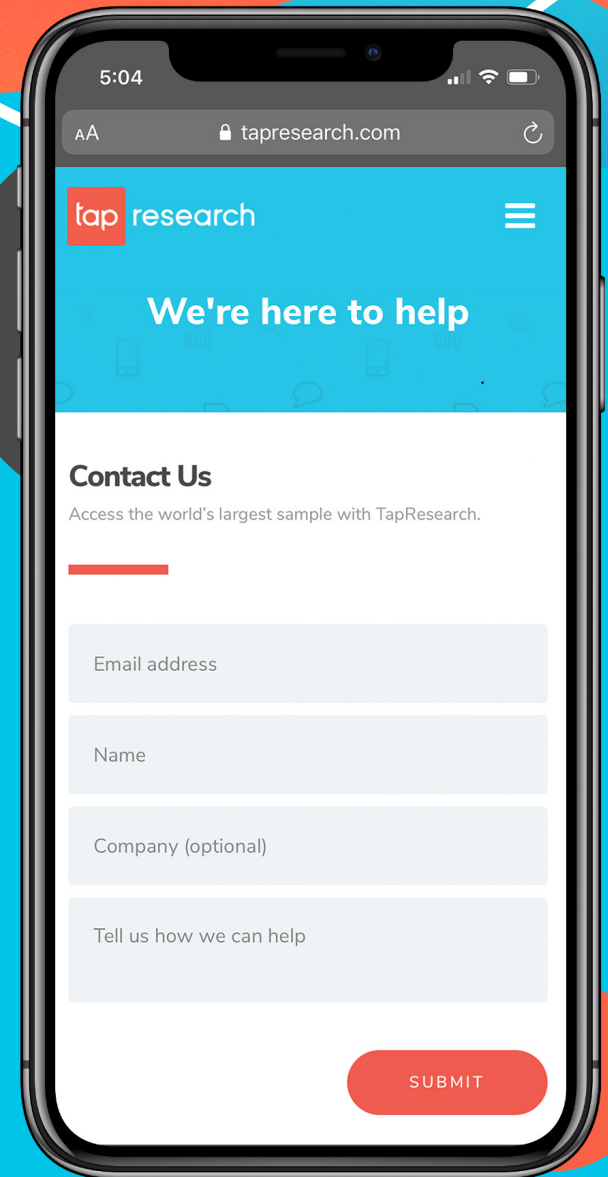 5:04
AA tapresearch.com
tap research
We're here to help
Contact Us
Access the world's largest sample with TapResearch.
Email address
Name
Company (optional)
Tell us how we can help
SUBMIT